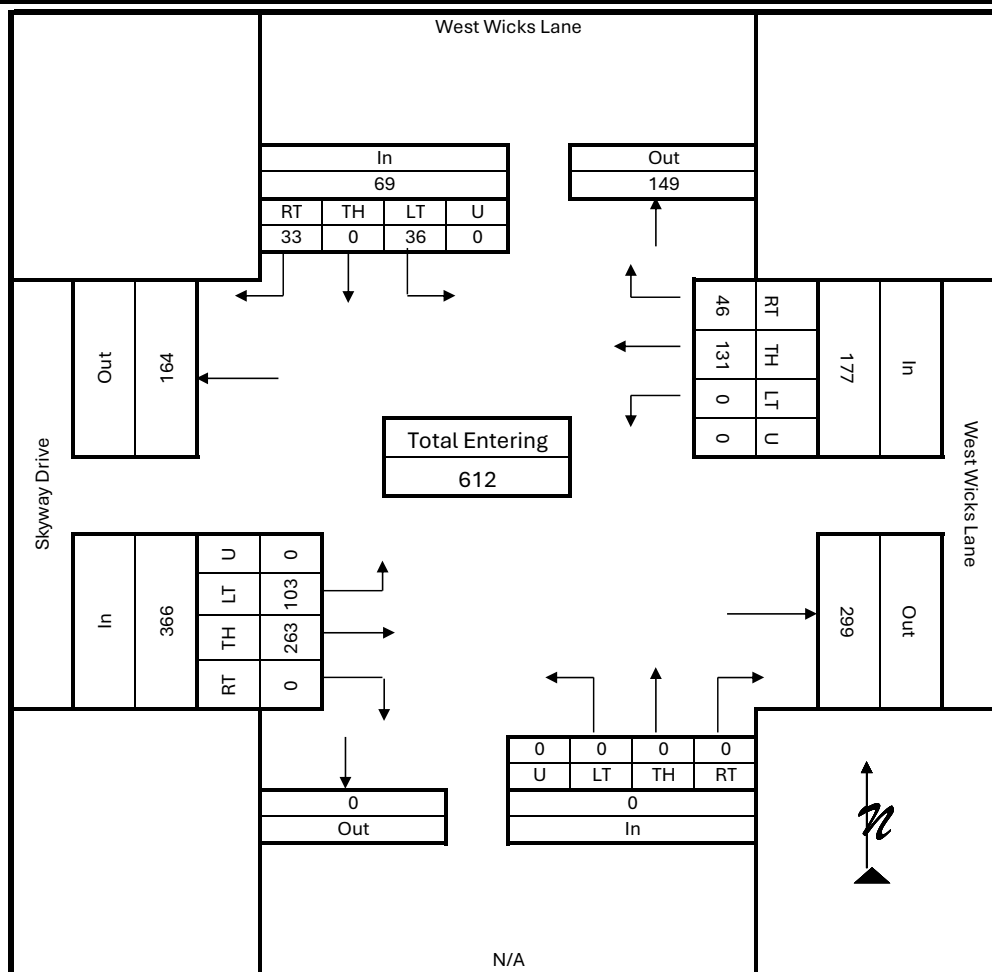 West Wicks Lane
In
69
RT TH LT U
33 0 36 0
Out
149
Out
164
Skyway Drive
In
366
U LT TH RT
0 103 263 0
Total Entering
612
RT TH LT U
46 131 0 0
177
In
West Wicks Lane
299
Out
0
Out
0 0 0 0
U LT TH RT
0
In
N
N/A